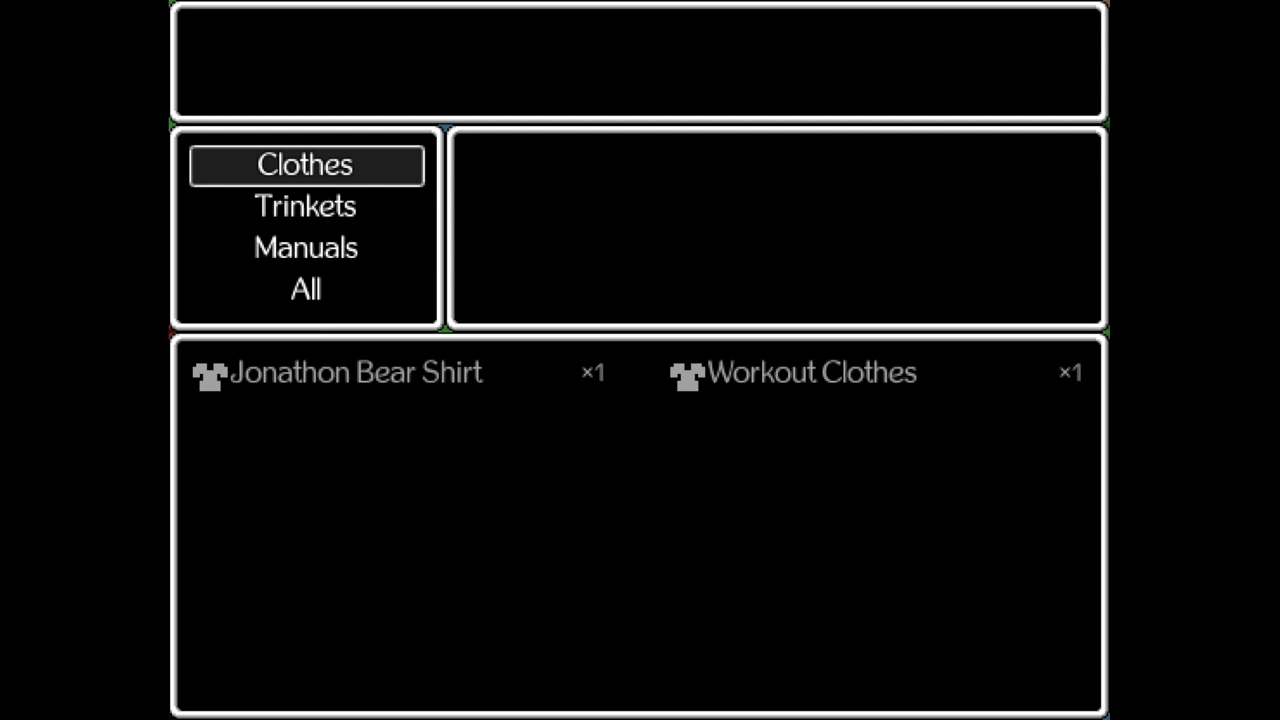 Clothes
Trinkets
Manuals
All
Jonathon Bear Shirt ×1 Workout Clothes ×1